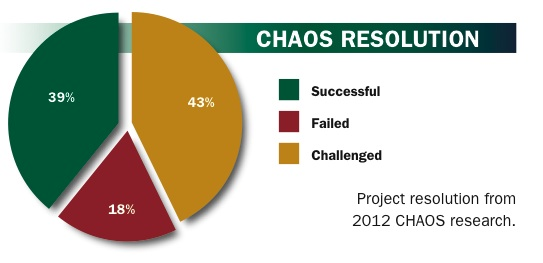 CHAOS RESOLUTION
39%
43%
18%
Successful
Failed
Challenged
Project resolution from
2012 CHAOS research.